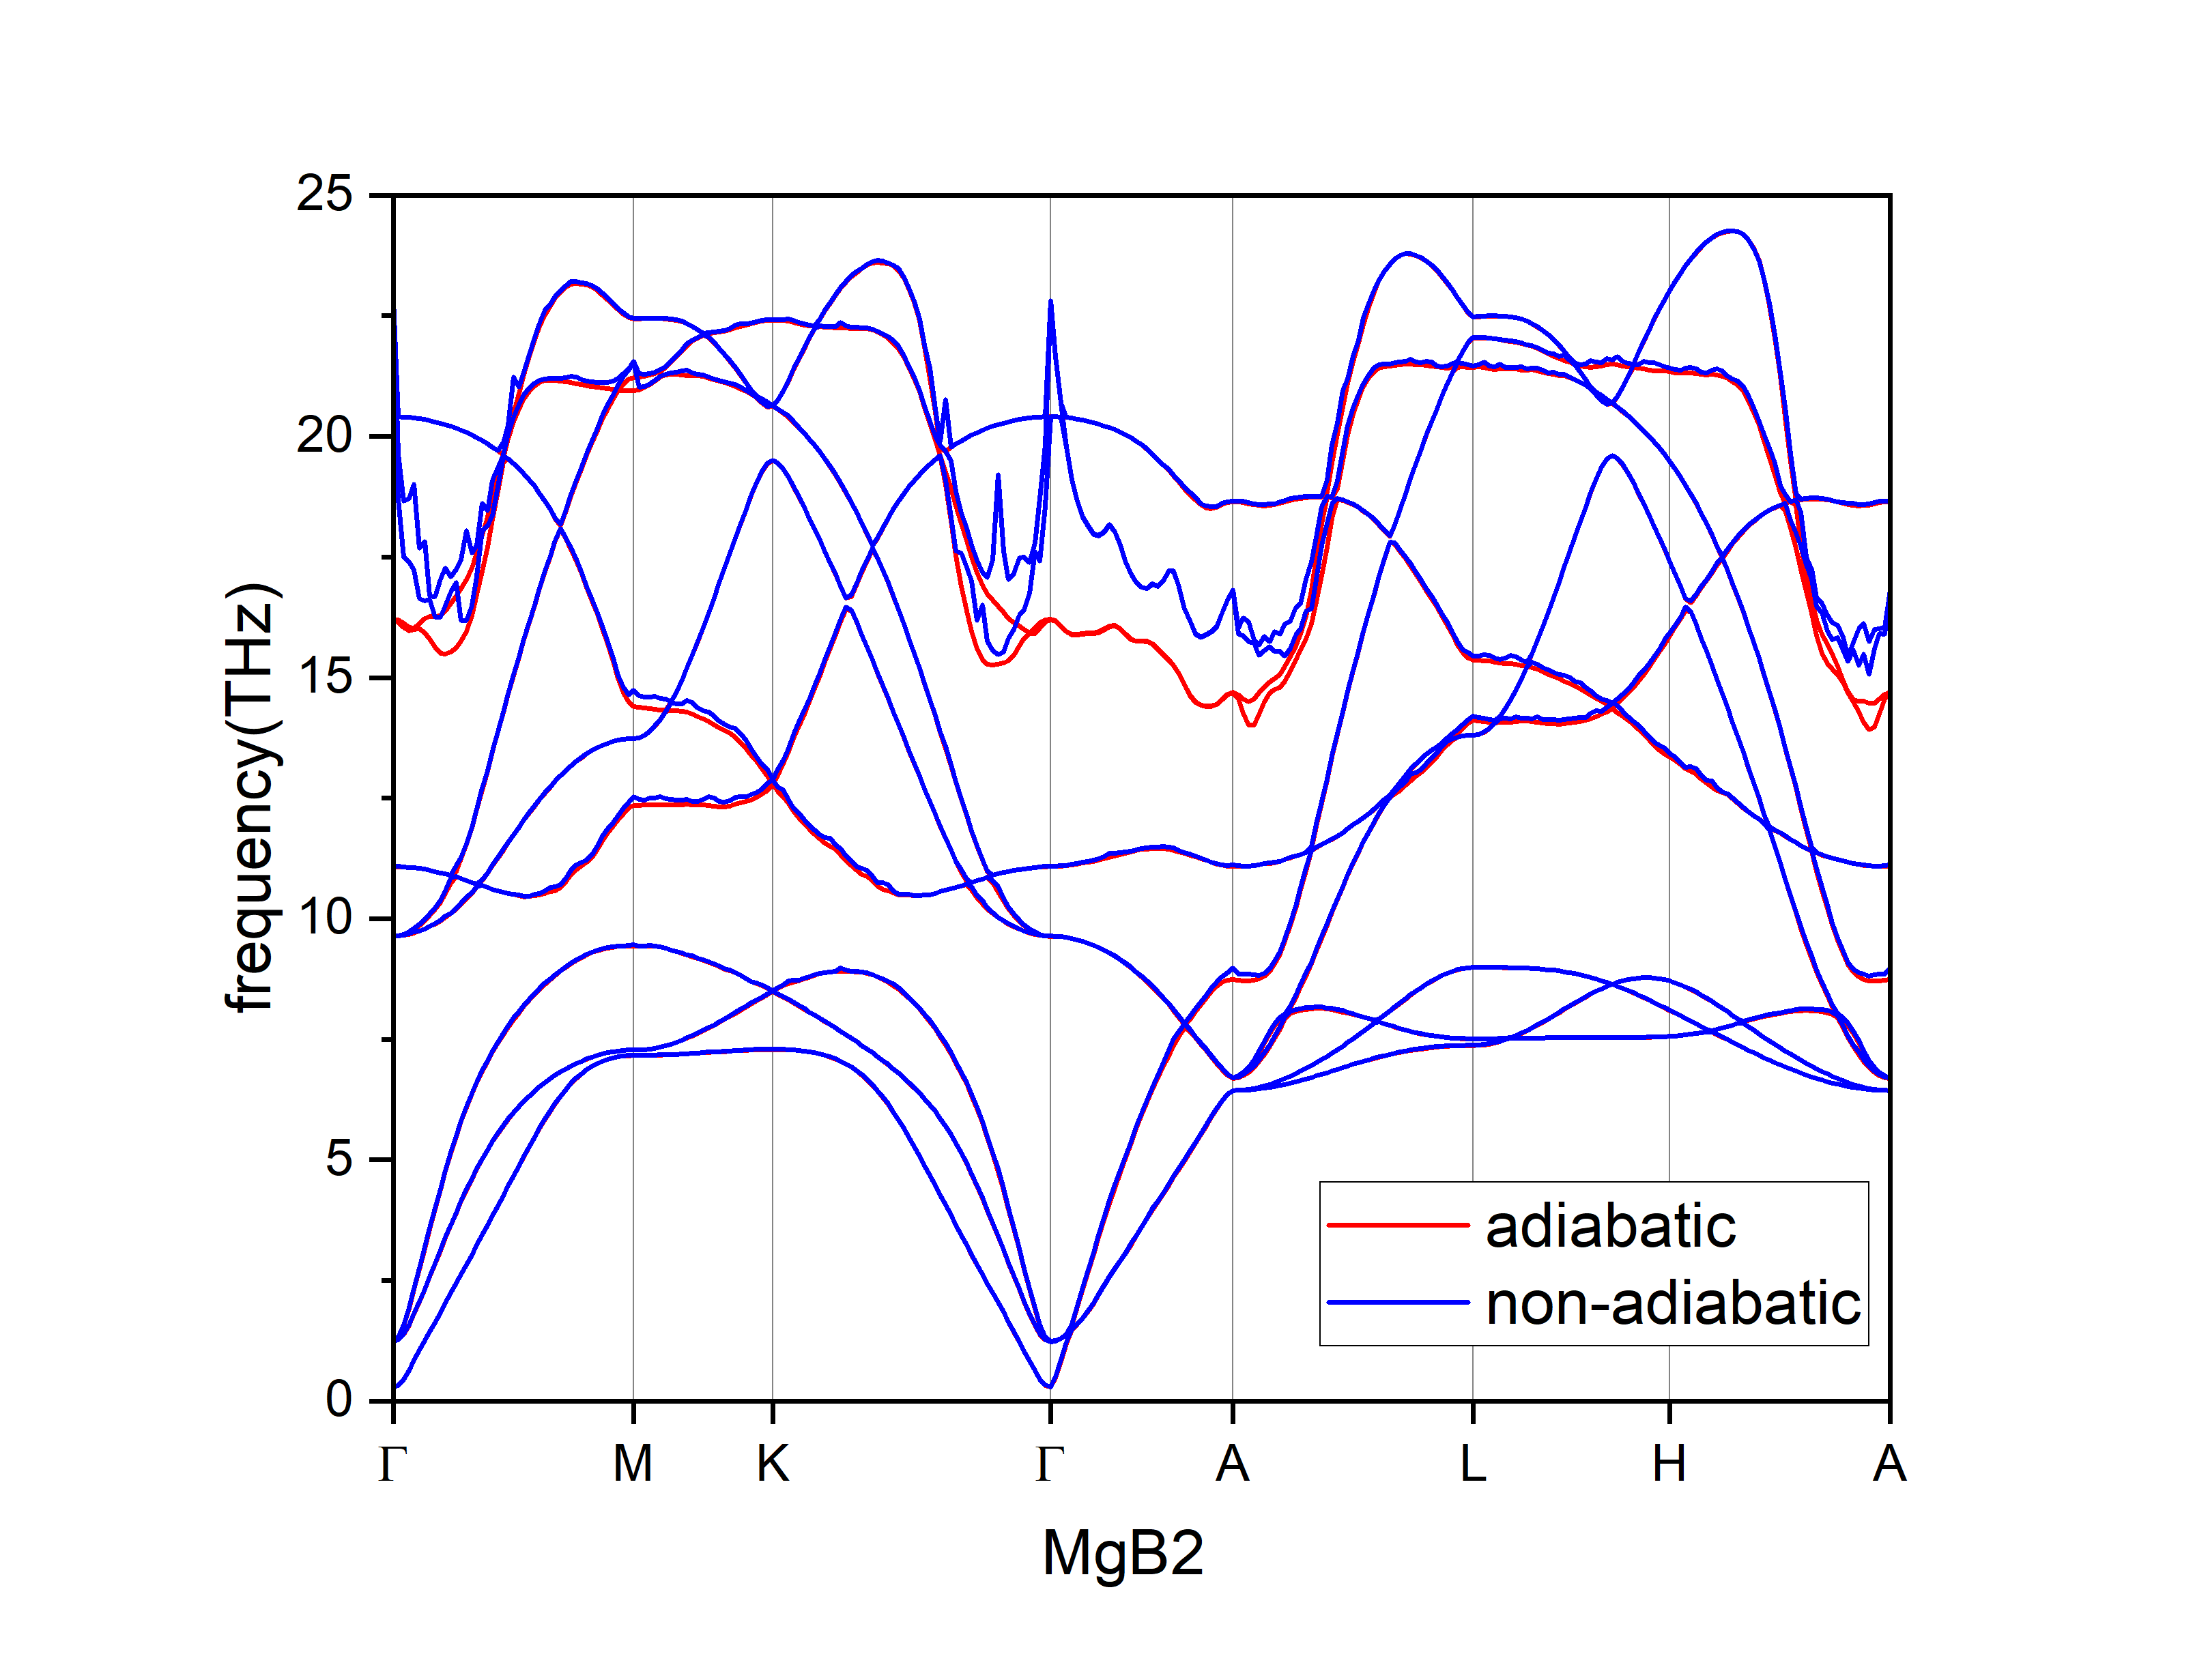 25
20
15
10
5
0
frequency(THz)
adiabatic
non-adiabatic
Γ M K Γ A L H A
MgB2